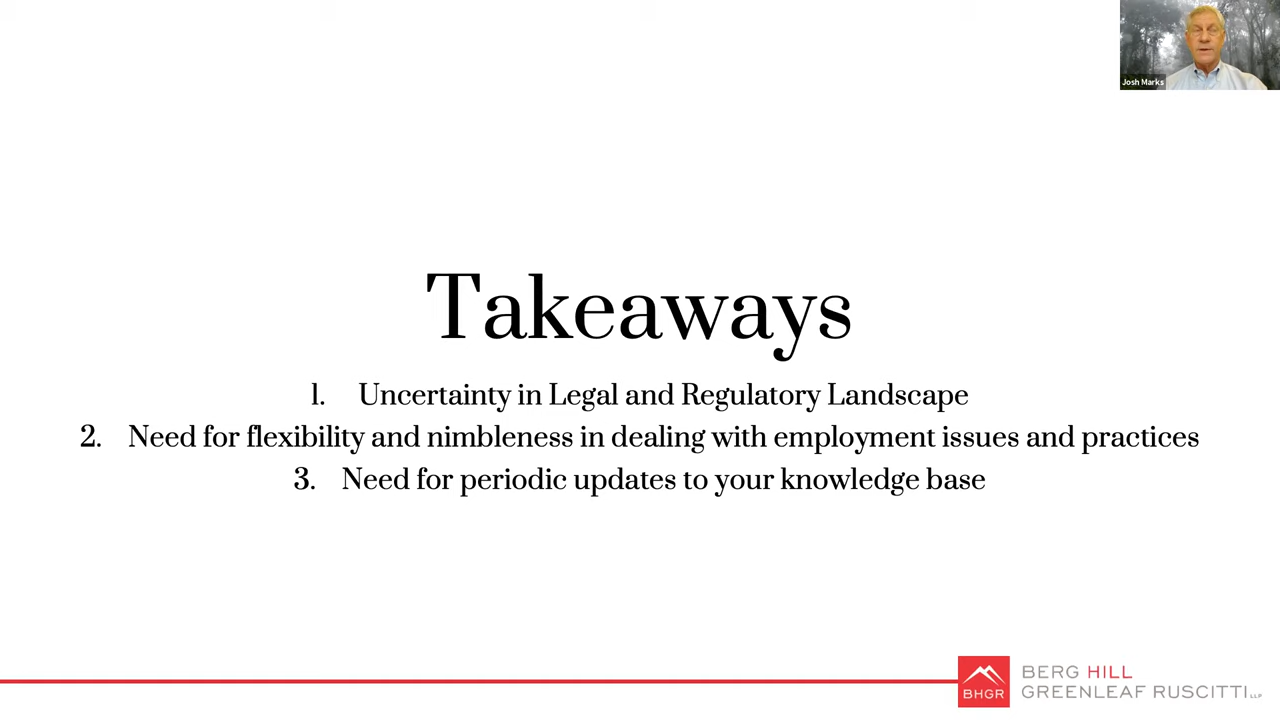 Josh Marks
Takeaways
1. Uncertainty in Legal and Regulatory Landscape
2. Need for flexibility and nimbleness in dealing with employment issues and practices
3. Need for periodic updates to your knowledge base
BHGR
BERG HILL
GREENLEAF RUSCITTI LLP